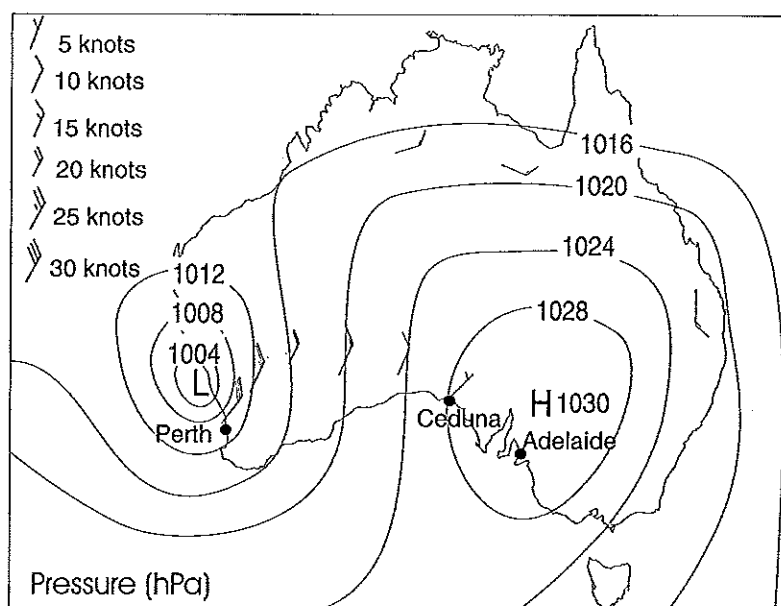 5 knots
10 knots
15 knots
20 knots
25 knots
30 knots
1016
1020
1024
1028
1012
1008
1004
L
H 1030
Perth
Ceduna
Adelaide
Pressure (hPa)